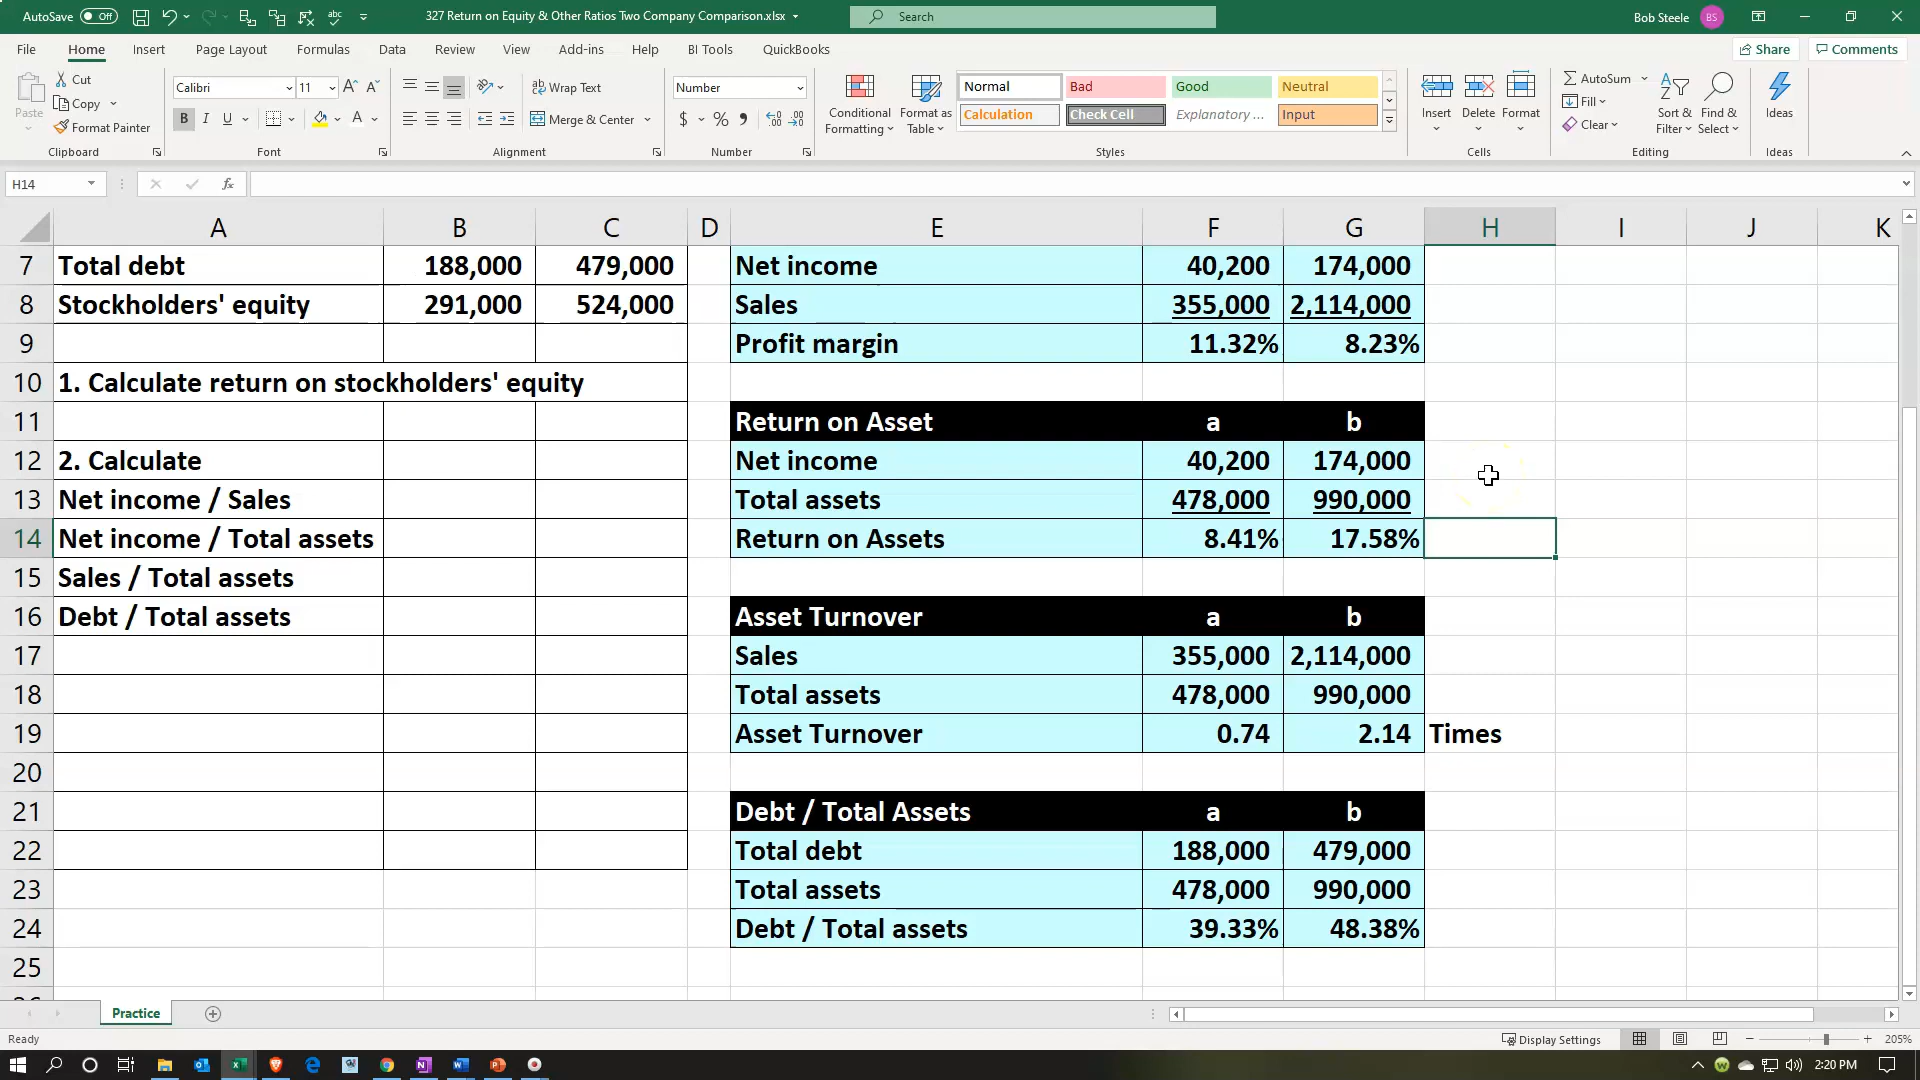 AutoSave Off 327 Return on Equity & Other Ratios Two Company Comparison.xlsx Search Bob Steele BS
File Home Insert Page Layout Formulas Data Review View Add-ins Help BI Tools QuickBooks Share Comments
Paste Cut Copy Format Painter Clipboard
Calibri 11 B I U A Font
Wrap Text Merge & Center Alignment
Number $ % Number
Conditional Formatting Format as Table
Normal Bad Good Neutral
Calculation Check Cell Explanatory ... Input
Styles
Insert Delete Format Cells
AutoSum Fill Clear Sort & Filter Find & Select Editing
Ideas Ideas
H14 fx
A B C D E F G H I J K
7 Total debt 188,000 479,000 Net income 40,200 174,000
8 Stockholders' equity 291,000 524,000 Sales 355,000 2,114,000
9 Profit margin 11.32% 8.23%
10 1. Calculate return on stockholders' equity
11 Return on Asset a b
12 2. Calculate Net income 40,200 174,000
13 Net income / Sales Total assets 478,000 990,000
14 Net income / Total assets Return on Assets 8.41% 17.58%
15 Sales / Total assets
16 Debt / Total assets Asset Turnover a b
17 Sales 355,000 2,114,000
18 Total assets 478,000 990,000
19 Asset Turnover 0.74 2.14 Times
20
21 Debt / Total Assets a b
22 Total debt 188,000 479,000
23 Total assets 478,000 990,000
24 Debt / Total assets 39.33% 48.38%
25
Practice
Ready Display Settings 205%
2:20 PM